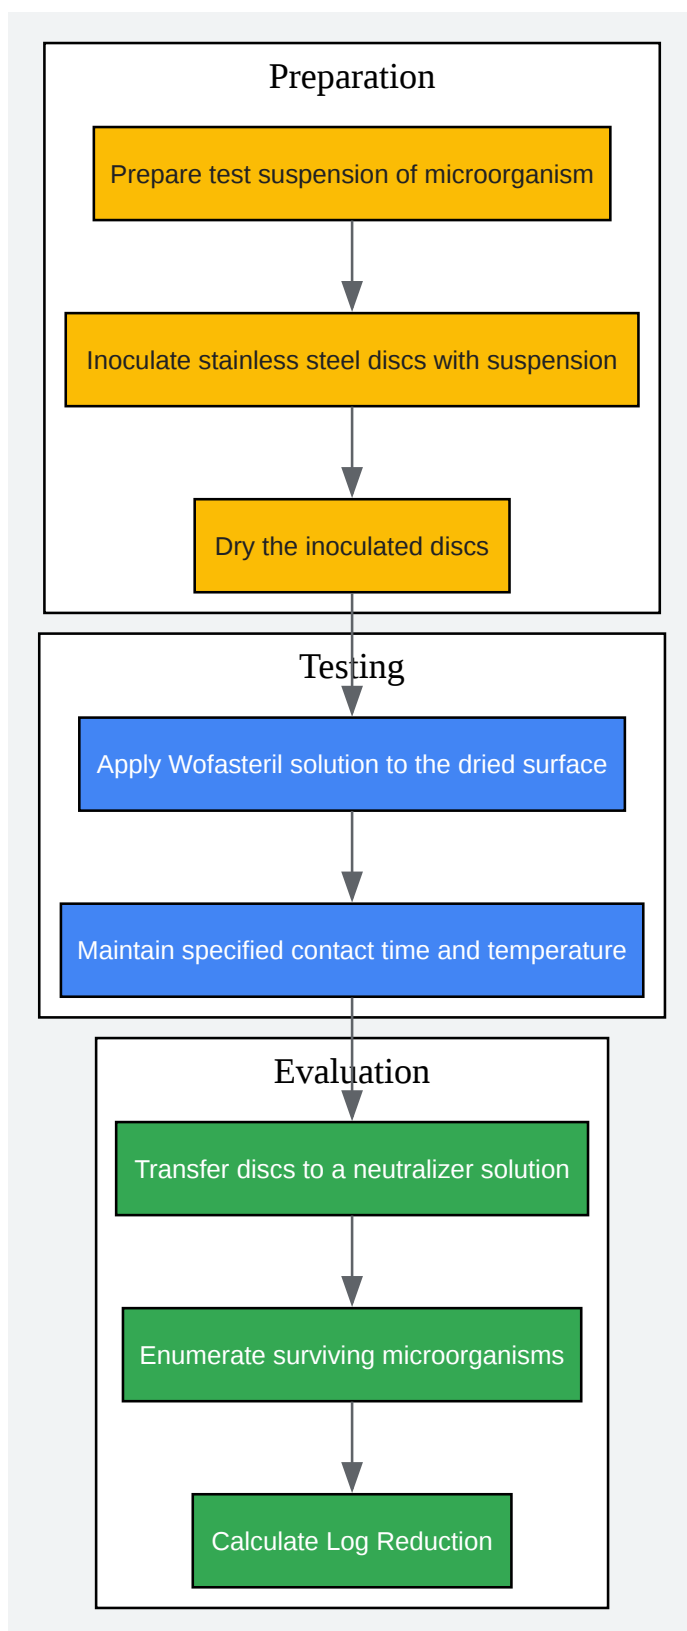 Preparation
Prepare test suspension of microorganism
Inoculate stainless steel discs with suspension
Dry the inoculated discs
Testing
Apply Wofasteril solution to the dried surface
Maintain specified contact time and temperature
Evaluation
Transfer discs to a neutralizer solution
Enumerate surviving microorganisms
Calculate Log Reduction